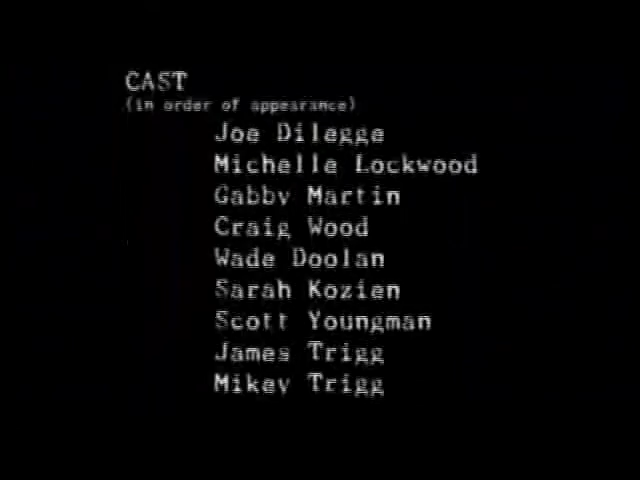 CAST
(in order of appearance)
Joe Dilegge
Michelle Lockwood
Gabby Martin
Craig Wood
Wade Doolan
Sarah Kozien
Scott Youngman
James Trigg
Mikey Trigg